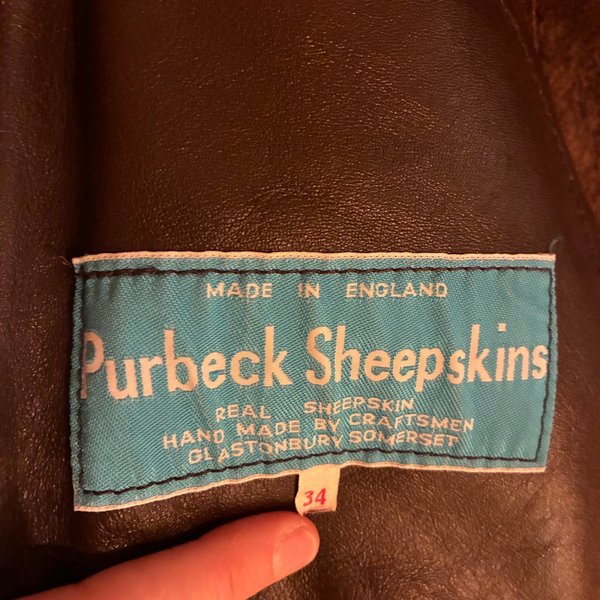 MADE IN ENGLAND
Purbeck Sheepskins
REAL SHEEPSKIN
HAND MADE BY CRAFTSMEN
GLASTONBURY SOMERSET
34